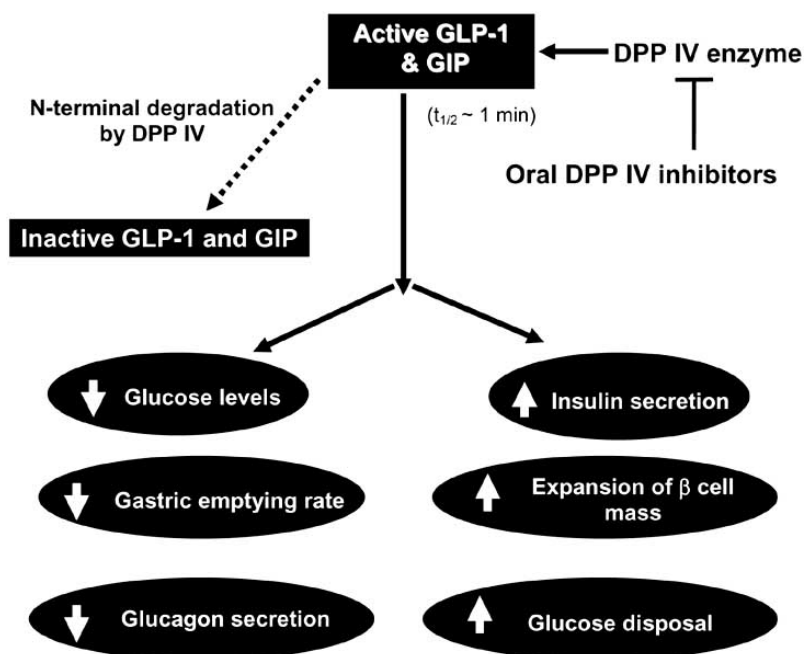 Active GLP-1
& GIP
DPP IV enzyme
N-terminal degradation
by DPP IV
(t1/2 ~ 1 min)
Oral DPP IV inhibitors
Inactive GLP-1 and GIP
Glucose levels
Insulin secretion
Gastric emptying rate
Expansion of β cell
mass
Glucagon secretion
Glucose disposal